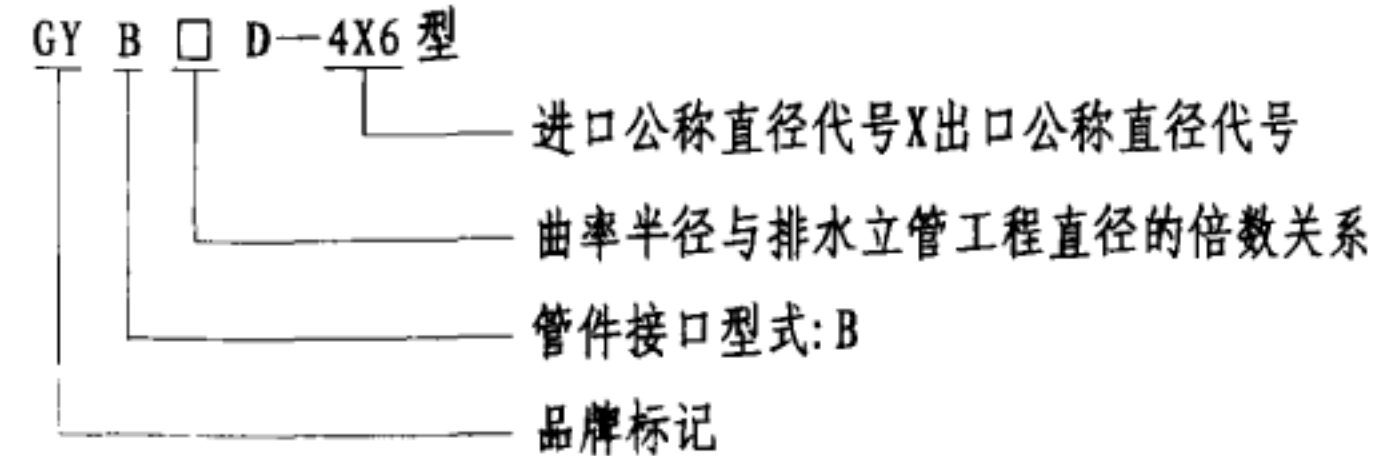 GY B □ D—4X6 型
进口公称直径代号X出口公称直径代号
曲率半径与排水立管工程直径的倍数关系
管件接口型式:B
品牌标记